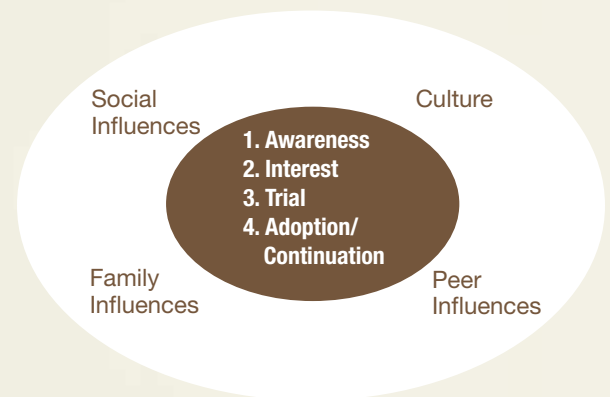 Social
Influences
Culture
1. Awareness
2. Interest
3. Trial
4. Adoption/
Continuation
Family
Influences
Peer
Influences